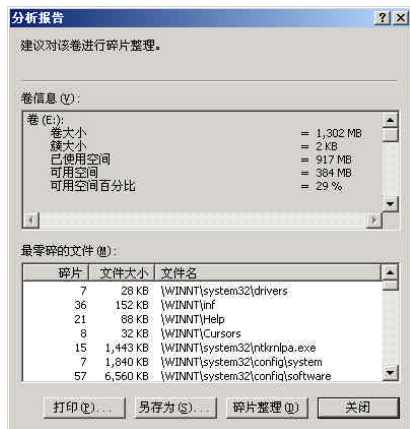 分析报告
建议对该卷进行碎片整理。
卷信息(V):
卷 (E:):
卷大小 = 1,302 MB
簇大小 = 2 KB
已使用空间 = 917 MB
可用空间 = 384 MB
可用空间百分比 = 29 %
最零碎的文件(M):
碎片 文件大小 文件名
7 28 KB \WINNT\system32\drivers
36 152 KB \WINNT\inf
21 88 KB \WINNT\Help
8 32 KB \WINNT\Cursors
15 1,443 KB \WINNT\system32\ntkrnlpa.exe
7 1,840 KB \WINNT\system32\config\system
57 6,560 KB \WINNT\system32\config\software
打印(P)... 另存为(S)... 碎片整理(D) 关闭